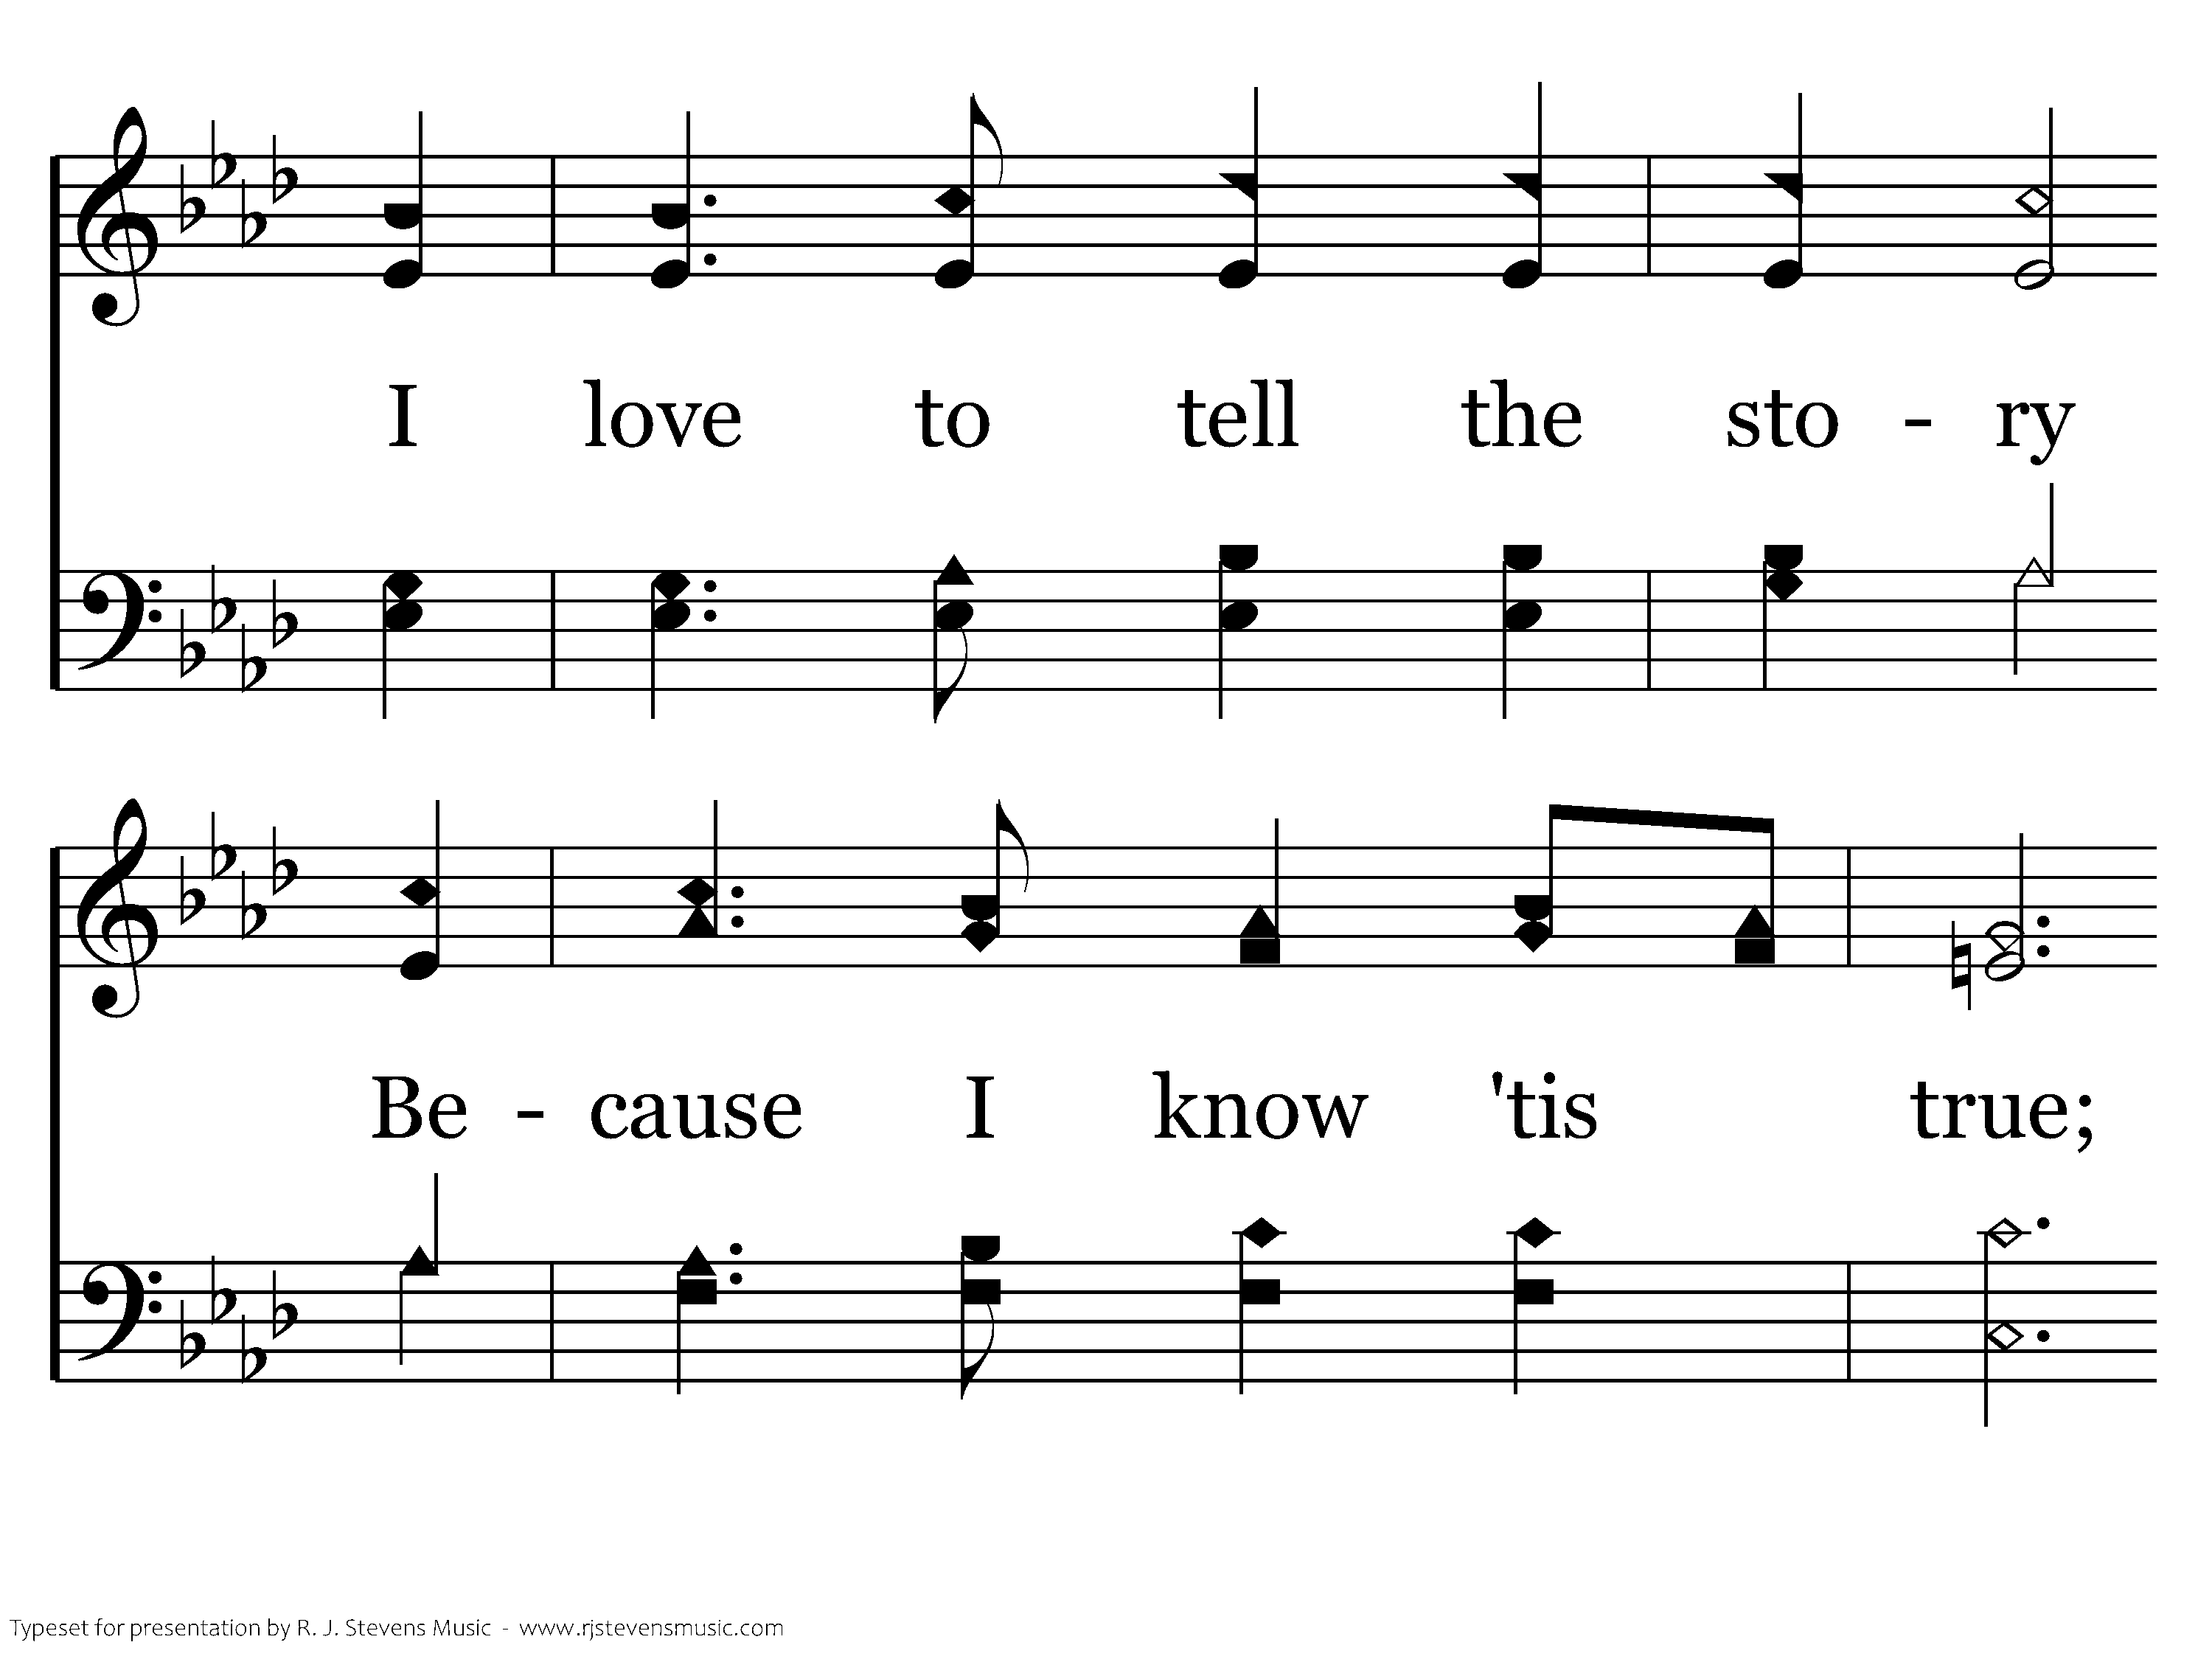 I love to tell the sto - ry
Be - cause I know 'tis true;
Typeset for presentation by R. J. Stevens Music - www.rjstevensmusic.com